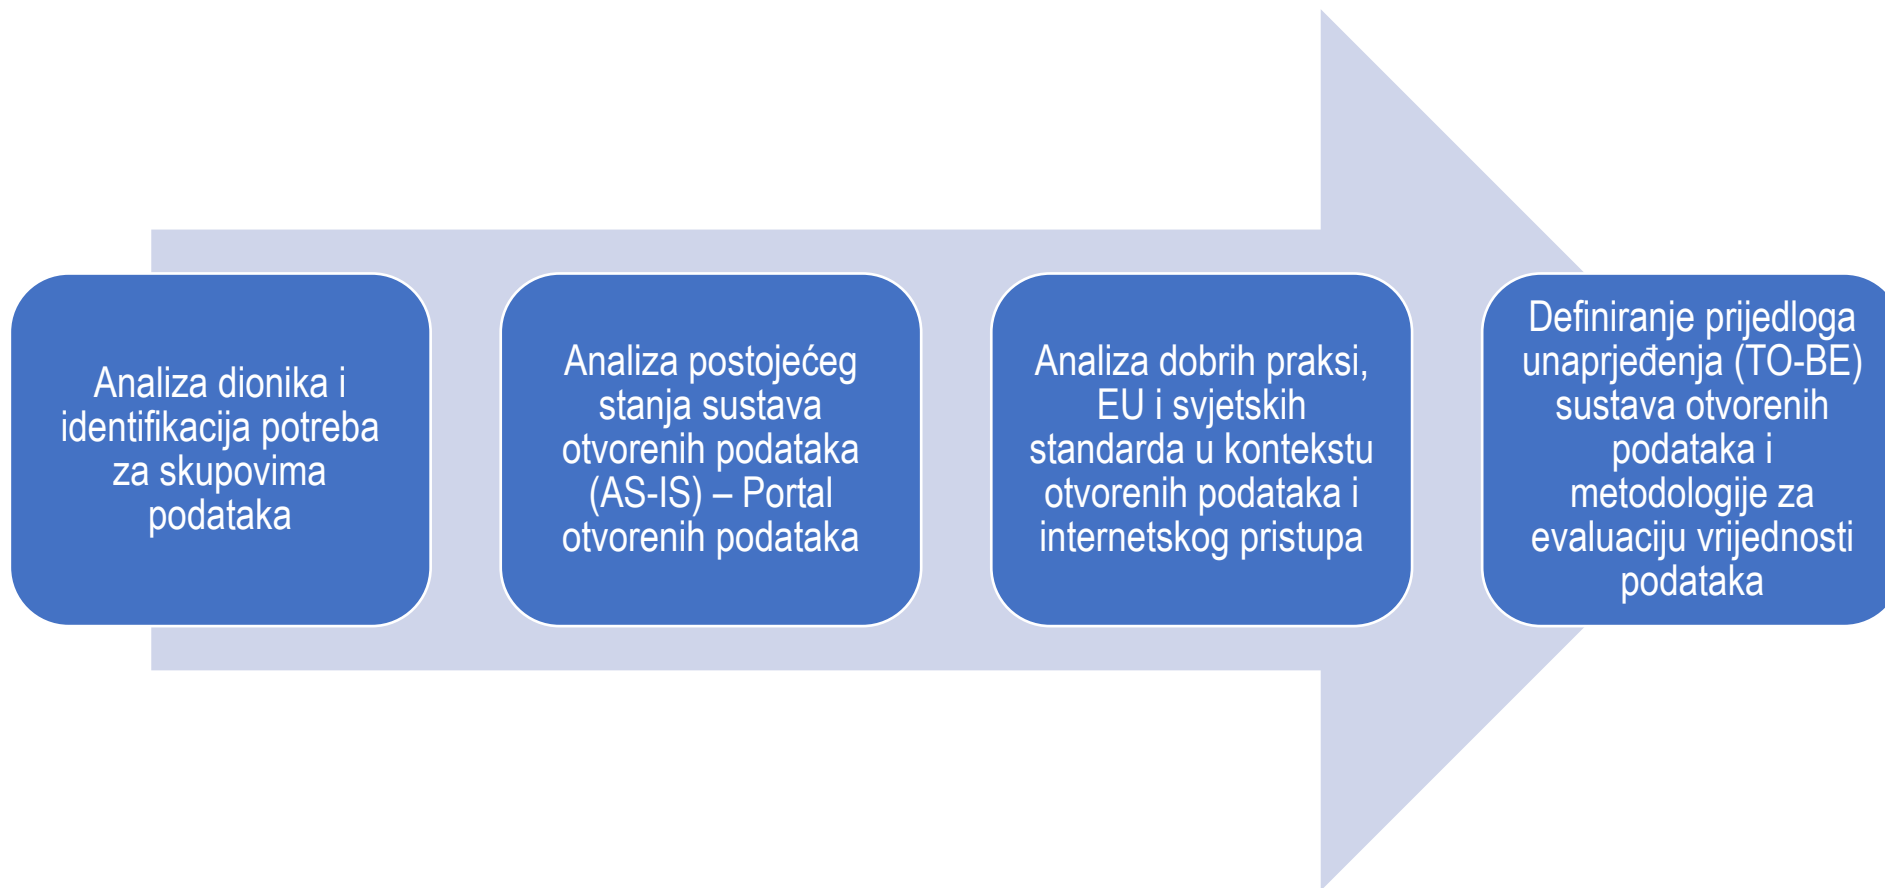 Analiza dionika i
identifikacija potreba
za skupovima
podataka
Analiza postojećeg
stanja sustava
otvorenih podataka
(AS-IS) – Portal
otvorenih podataka
Analiza dobrih praksi,
EU i svjetskih
standarda u kontekstu
otvorenih podataka i
internetskog pristupa
Definiranje prijedloga
unaprjeđenja (TO-BE)
sustava otvorenih
podataka i
metodologije za
evaluaciju vrijednosti
podataka